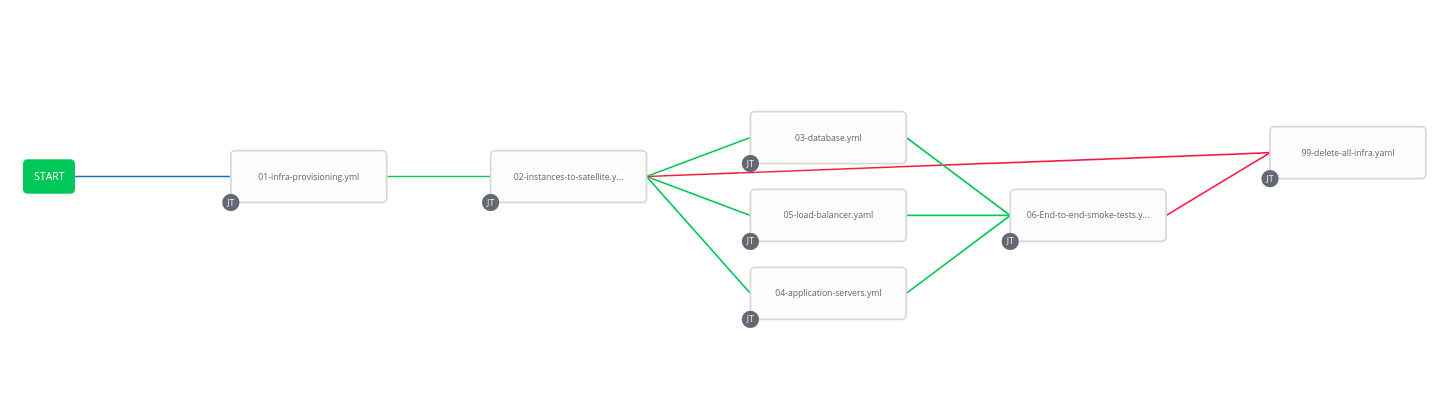 START
01-infra-provisioning.yml
JT
02-instances-to-satellite.y...
JT
03-database.yml
JT
05-load-balancer.yaml
JT
04-application-servers.yml
JT
06-End-to-end-smoke-tests.y...
JT
99-delete-all-infra.yaml
JT